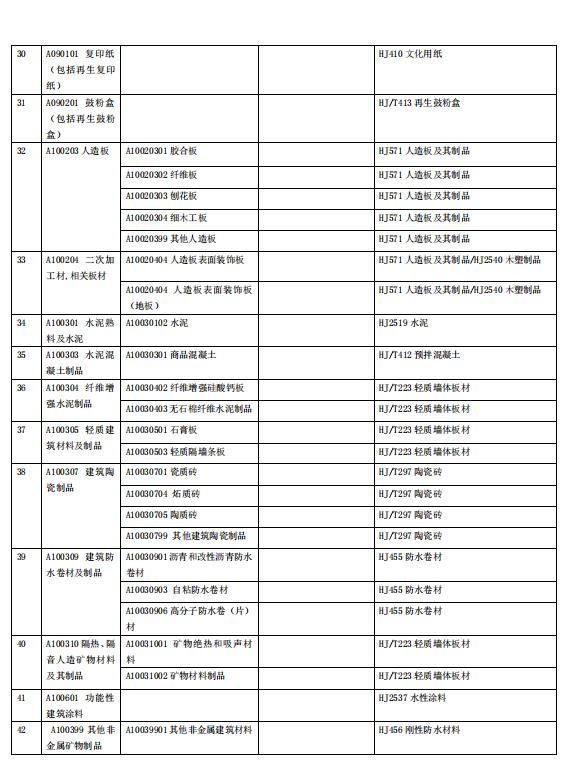 30 A090101 复印纸 HJ410 文化用纸
（包括再生复印
纸）
31 A090201 鼓粉盒 HJ/T413 再生鼓粉盒
（包括再生鼓粉
盒）
32 A100203 人造板 A10020301 胶合板 HJ571 人造板及其制品
A10020302 纤维板 HJ571 人造板及其制品
A10020303 刨花板 HJ571 人造板及其制品
A10020304 细木工板 HJ571 人造板及其制品
A10020399 其他人造板 HJ571 人造板及其制品
33 A100204 二次加 A10020404 人造板表面装饰板 HJ571 人造板及其制品/HJ2540 木塑制品
工材,相关板材
A10020404 人造板表面装饰板 HJ571 人造板及其制品/HJ2540 木塑制品
（地板）
34 A100301 水泥熟 A10030102 水泥 HJ2519 水泥
料及水泥
35 A100303 水泥混 A10030301 商品混凝土 HJ/T412 预拌混凝土
凝土制品
36 A100304 纤维增 A10030402 纤维增强硅酸钙板 HJ/T223 轻质墙体板材
强水泥制品 A10030403 无石棉纤维水泥制品 HJ/T223 轻质墙体板材
37 A100305 轻质建 A10030501 石膏板 HJ/T223 轻质墙体板材
筑材料及制品 A10030503 轻质隔墙条板 HJ/T223 轻质墙体板材
38 A100307 建筑陶 A10030701 瓷质砖 HJ/T297 陶瓷砖
瓷制品 A10030704 炻质砖 HJ/T297 陶瓷砖
A10030705 陶质砖 HJ/T297 陶瓷砖
A10030799 其他建筑陶瓷制品 HJ/T297 陶瓷砖
39 A100309 建筑防 A10030901 沥青和改性沥青防水 HJ455 防水卷材
水卷材及制品 卷材
A10030903 自粘防水卷材 HJ455 防水卷材
A10030906 高分子防水卷（片） HJ455 防水卷材
材
40 A100310 隔热、隔 A10031001 矿物绝热和吸声材 HJ/T223 轻质墙体板材
音人造矿物材料 料
及其制品 A10031002 矿物材料制品 HJ/T223 轻质墙体板材
41 A100601 功能性 HJ2537 水性涂料
建筑涂料
42 A100399 其他非 A10039901 其他非金属建筑材料 HJ456 刚性防水材料
金属矿物制品